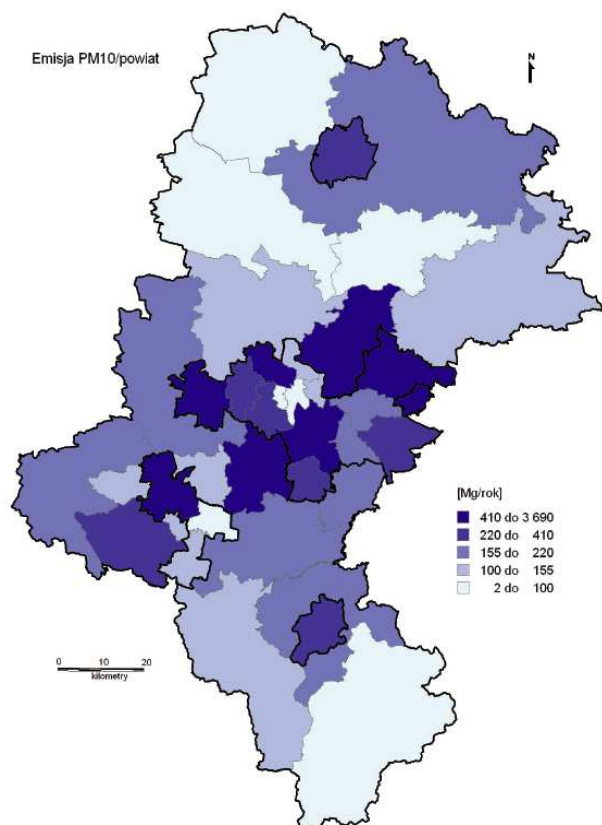 Emisja PM10/powiat
N
[Mg/rok]
410 do 3 690
220 do 410
155 do 220
100 do 155
2 do 100
0 10 20
kilometry